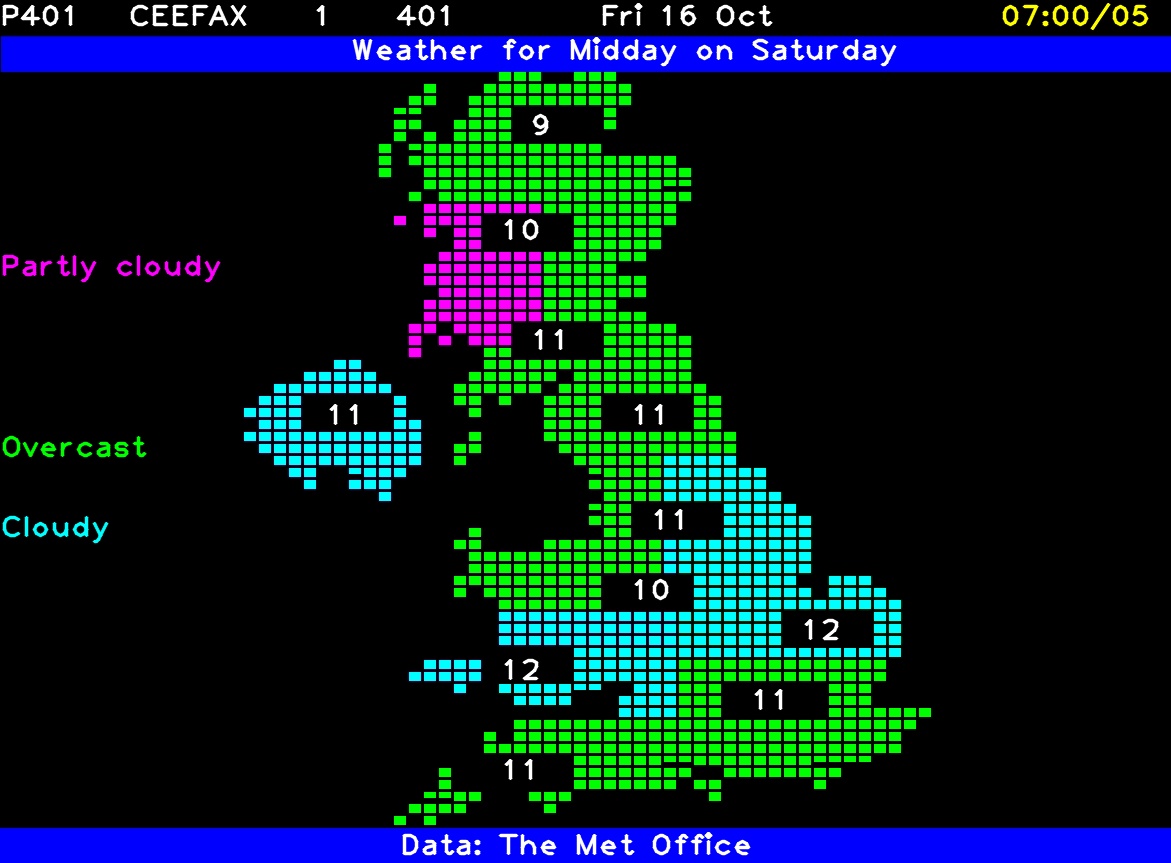 P401 CEEFAX 1 401 Fri 16 Oct 07:00/05
Weather for Midday on Saturday
9
10
Partly cloudy
11
11 11
Overcast
11
Cloudy
10
12
12
11
11
Data: The Met Office